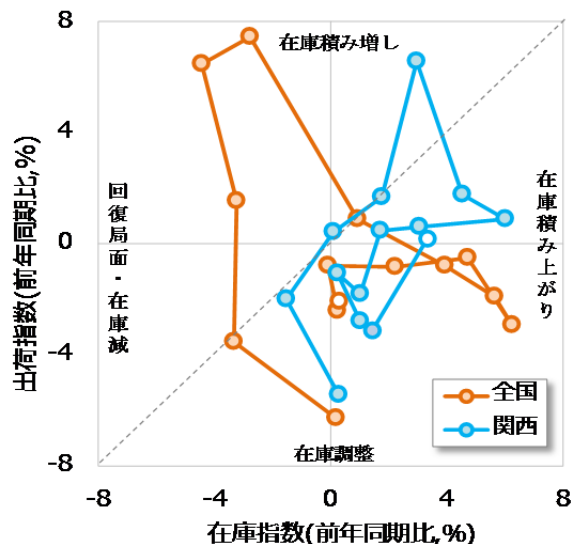 8
4
0
-4
-8
出荷指数(前年同期比,%)
在庫積み増し
回復局面・在庫減
在庫積み上がり
在庫調整
全国
関西
-8
-4
0
4
8
在庫指数(前年同期比,%)